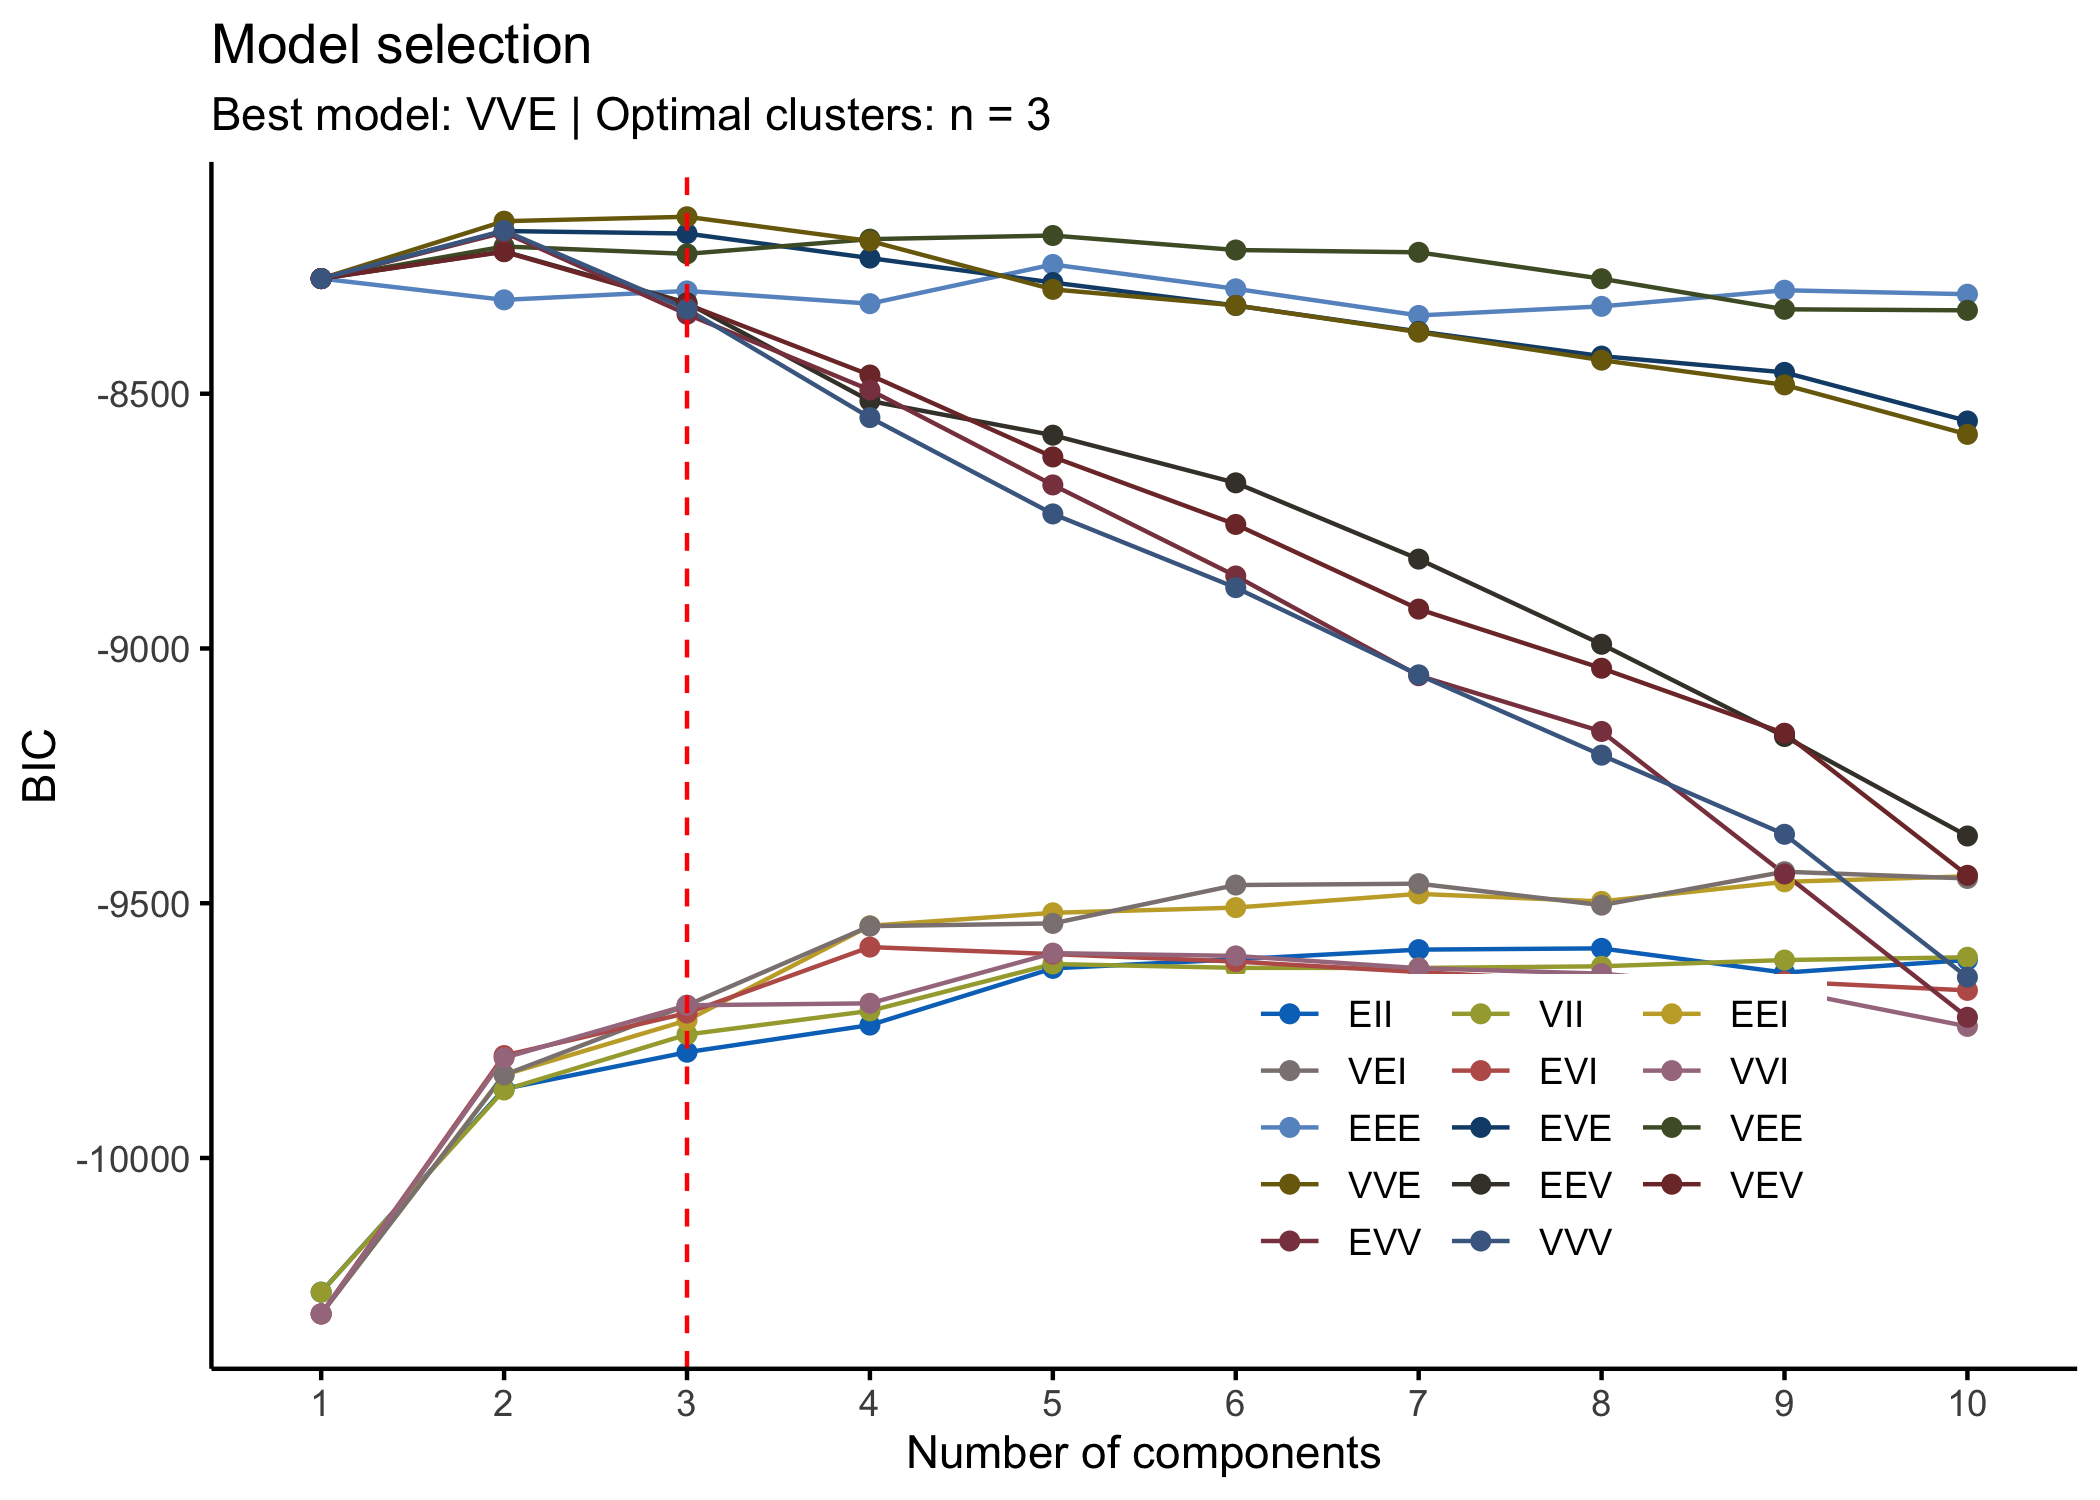 Model selection
Best model: VVE | Optimal clusters: n = 3
BIC
-8500
-9000
-9500
-10000
EII VII EEI
VEI EVI VVI
EEE EVE VEE
VVE EEV VEV
EVV VVV
1 2 3 4 5 6 7 8 9 10
Number of components